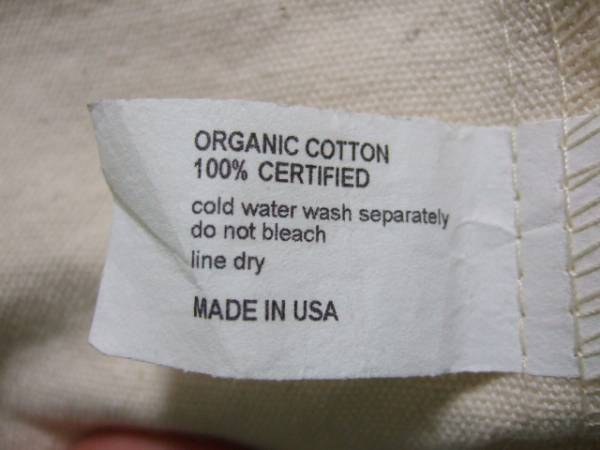 ORGANIC COTTON
100% CERTIFIED
cold water wash separately
do not bleach
line dry
MADE IN USA